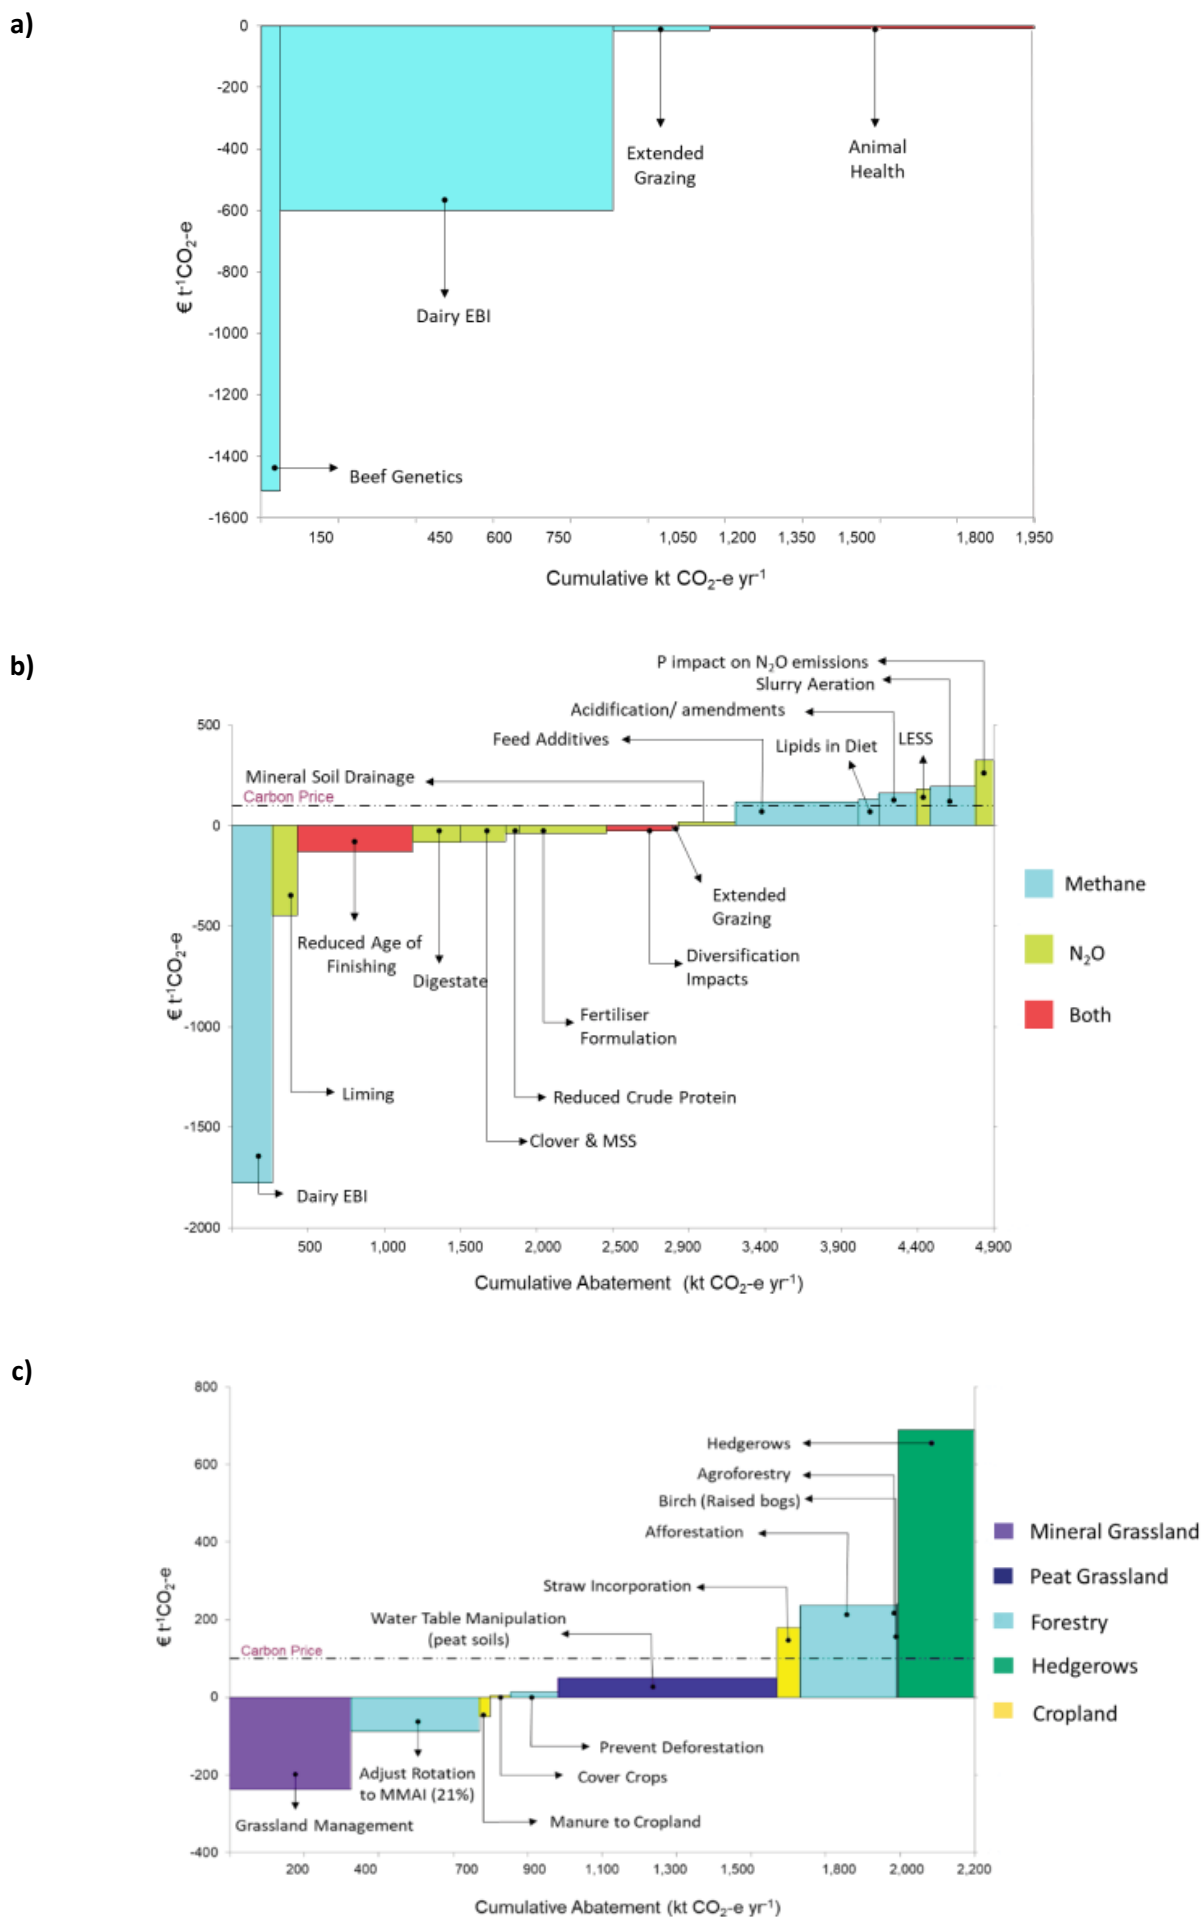 a)
0
-200
-400
-600
-800
-1000
-1200
-1400
-1600
€ t⁻¹CO₂-e
Extended
Grazing
Animal
Health
Dairy EBI
Beef Genetics
150 450 600 750 1,050 1,200 1,350 1,500 1,800 1,950
Cumulative kt CO₂-e yr⁻¹
b)
P impact on N₂O emissions
Slurry Aeration
Acidification/ amendments
Feed Additives
Lipids in Diet
LESS
Mineral Soil Drainage
Carbon Price
500
0
-500
-1000
-1500
-2000
€ t⁻¹CO₂-e
Extended
Grazing
Reduced Age of
Finishing
Digestate
Diversification
Impacts
Fertiliser
Formulation
Liming
Reduced Crude Protein
Clover & MSS
Dairy EBI
Methane
N₂O
Both
500 1,000 1,500 2,000 2,500 2,900 3,400 3,900 4,400 4,900
Cumulative Abatement (kt CO₂-e yr⁻¹)
c)
800
600
400
200
0
-200
-400
€ t⁻¹CO₂-e
Hedgerows
Agroforestry
Birch (Raised bogs)
Afforestation
Straw Incorporation
Water Table Manipulation
(peat soils)
Carbon Price
Prevent Deforestation
Adjust Rotation
to MMAI (21%)
Cover Crops
Grassland Management
Manure to Cropland
Mineral Grassland
Peat Grassland
Forestry
Hedgerows
Cropland
200 400 700 900 1,100 1,300 1,500 1,800 2,000 2,200
Cumulative Abatement (kt CO₂-e yr⁻¹)